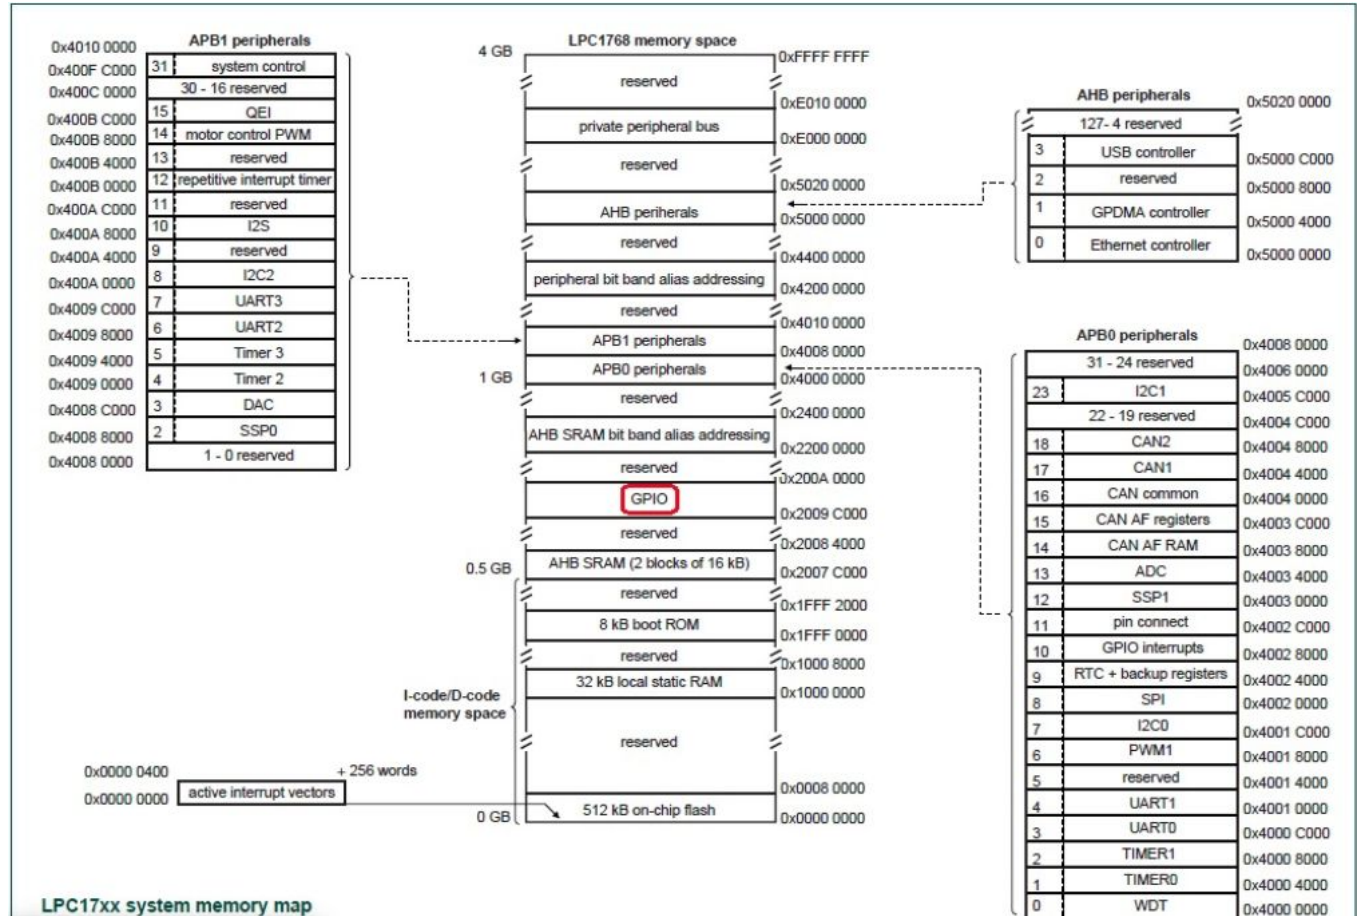 APB1 peripherals
0x4010 0000
31 system control
0x400F C000
30 - 16 reserved
0x400C 0000
15 QEI
0x400B C000
14 motor control PWM
0x400B 8000
13 reserved
0x400B 4000
12 repetitive interrupt timer
0x400B 0000
11 reserved
0x400A C000
10 I2S
0x400A 8000
9 reserved
0x400A 4000
8 I2C2
0x400A 0000
7 UART3
0x4009 C000
6 UART2
0x4009 8000
5 Timer 3
0x4009 4000
4 Timer 2
0x4009 0000
3 DAC
0x4008 C000
2 SSP0
0x4008 8000
1 - 0 reserved
0x4008 0000
LPC1768 memory space
4 GB
0xFFFF FFFF
reserved
0xE010 0000
private peripheral bus
0xE000 0000
reserved
0x5020 0000
AHB periherals
0x5000 0000
reserved
0x4400 0000
peripheral bit band alias addressing
0x4200 0000
reserved
0x4010 0000
APB1 peripherals
0x4008 0000
APB0 peripherals
1 GB
0x4000 0000
reserved
0x2400 0000
AHB SRAM bit band alias addressing
0x2200 0000
reserved
0x200A 0000
GPIO
0x2009 C000
reserved
0x2008 4000
AHB SRAM (2 blocks of 16 kB)
0.5 GB
0x2007 C000
reserved
0x1FFF 2000
8 kB boot ROM
0x1FFF 0000
reserved
0x1000 8000
32 kB local static RAM
0x1000 0000
I-code/D-code
memory space
reserved
0x0008 0000
512 kB on-chip flash
0 GB
0x0000 0000
0x0000 0400
+ 256 words
active interrupt vectors
0x0000 0000
AHB peripherals
0x5020 0000
127- 4 reserved
3 USB controller
0x5000 C000
2 reserved
0x5000 8000
1 GPDMA controller
0x5000 4000
0 Ethernet controller
0x5000 0000
APB0 peripherals
0x4008 0000
31 - 24 reserved
0x4006 0000
23 I2C1
0x4005 C000
22 - 19 reserved
0x4004 C000
18 CAN2
0x4004 8000
17 CAN1
0x4004 4000
16 CAN common
0x4004 0000
15 CAN AF registers
0x4003 C000
14 CAN AF RAM
0x4003 8000
13 ADC
0x4003 4000
12 SSP1
0x4003 0000
11 pin connect
0x4002 C000
10 GPIO interrupts
0x4002 8000
9 RTC + backup registers
0x4002 4000
8 SPI
0x4002 0000
7 I2C0
0x4001 C000
6 PWM1
0x4001 8000
5 reserved
0x4001 4000
4 UART1
0x4001 0000
3 UART0
0x4000 C000
2 TIMER1
0x4000 8000
1 TIMER0
0x4000 4000
0 WDT
0x4000 0000
LPC17xx system memory map